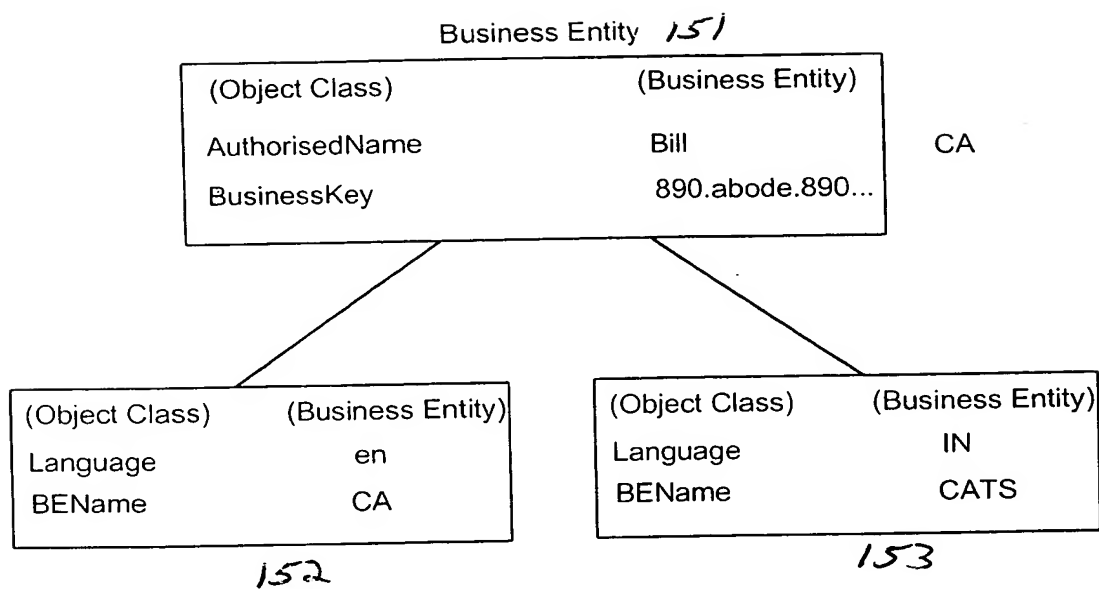 Business Entity 151
(Object Class) (Business Entity)
AuthorisedName Bill CA
BusinessKey 890.abode.890...
(Object Class) (Business Entity)
Language en
BEName CA
152
(Object Class) (Business Entity)
Language IN
BEName CATS
153